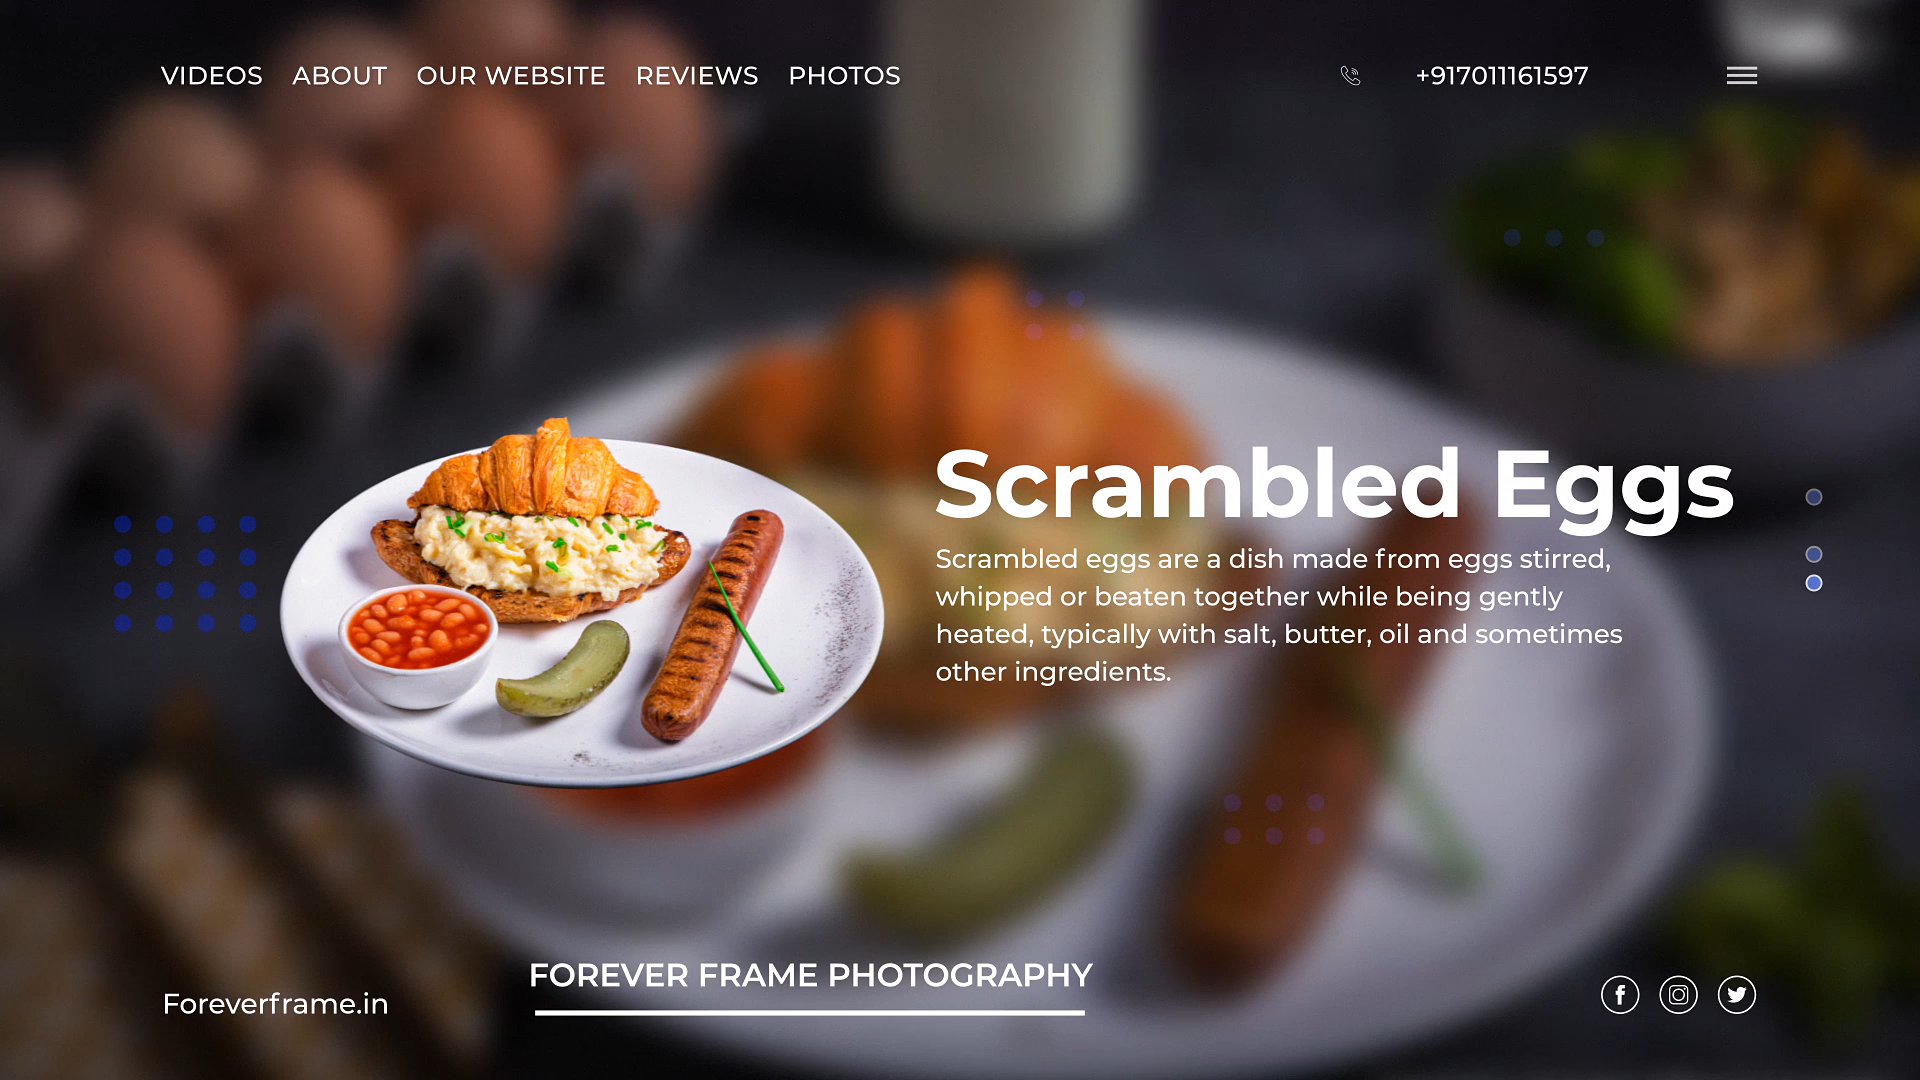 VIDEOS ABOUT OUR WEBSITE REVIEWS PHOTOS +917011161597
Scrambled Eggs
Scrambled eggs are a dish made from eggs stirred,
whipped or beaten together while being gently
heated, typically with salt, butter, oil and sometimes
other ingredients.
FOREVER FRAME PHOTOGRAPHY
Foreverframe.in